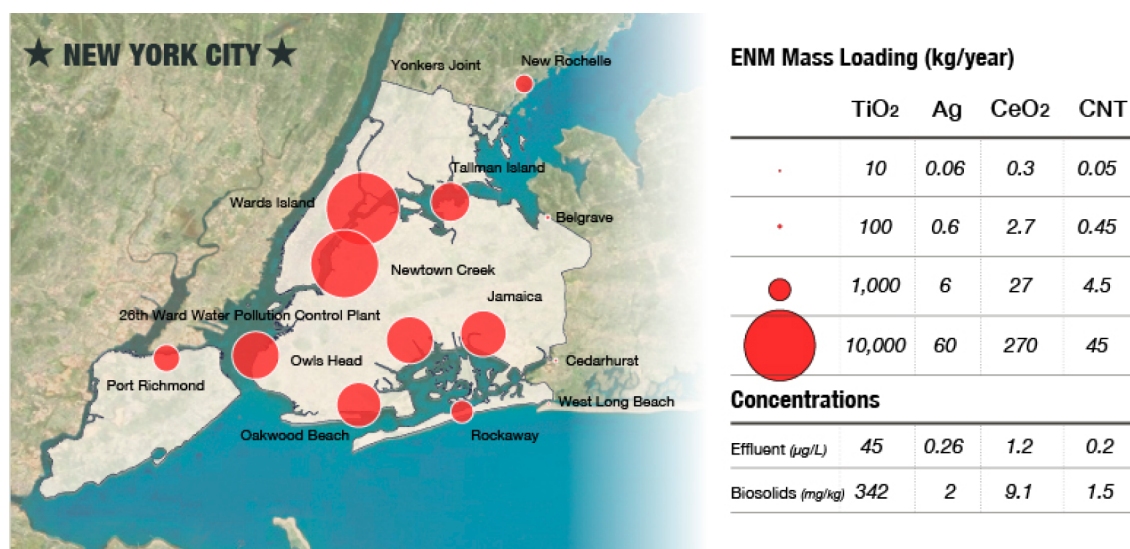 ★ NEW YORK CITY ★
Yonkers Joint
New Rochelle
Tallman Island
Wards Island
Belgrave
Newtown Creek
Jamaica
26th Ward Water Pollution Control Plant
Owls Head
Cedarhurst
Port Richmond
West Long Beach
Oakwood Beach
Rockaway
ENM Mass Loading (kg/year)
TiO2 Ag CeO2 CNT
10 0.06 0.3 0.05
100 0.6 2.7 0.45
1,000 6 27 4.5
10,000 60 270 45
Concentrations
Effluent (µg/L) 45 0.26 1.2 0.2
Biosolids (mg/kg) 342 2 9.1 1.5